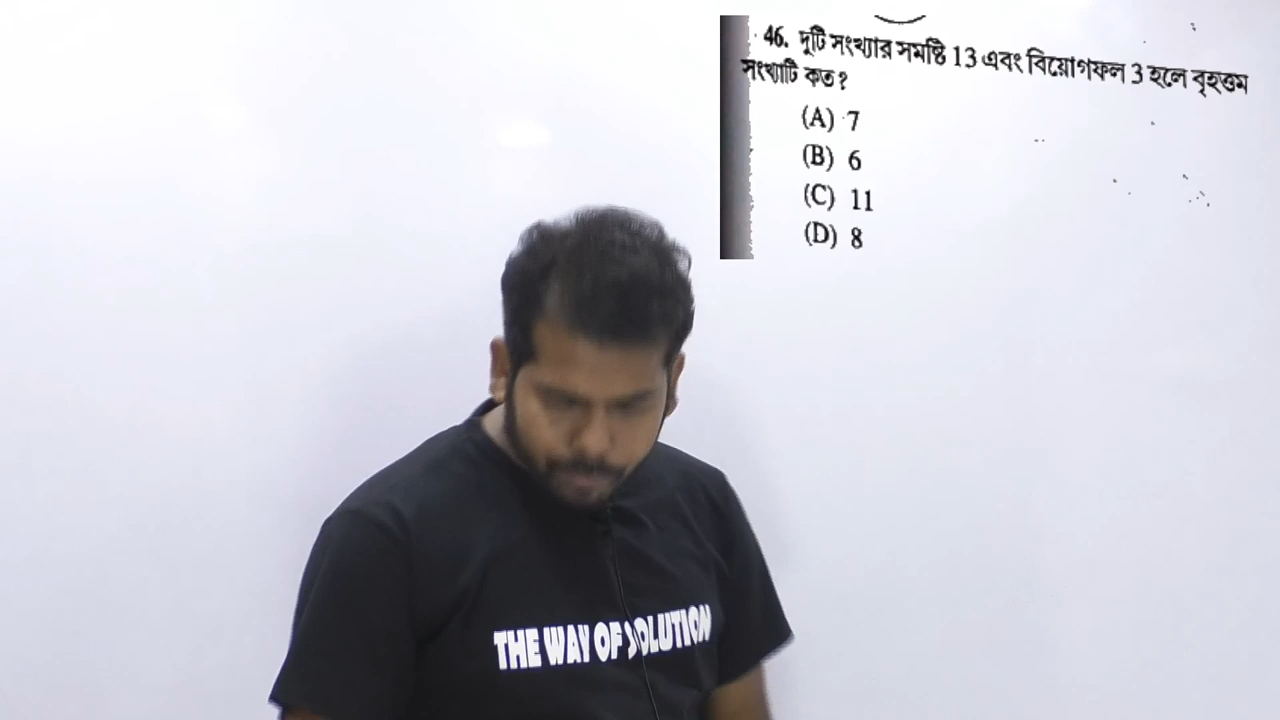 46. দুটি সংখ্যার সমষ্টি 13 এবং বিয়োগফল 3 হলে বৃহত্তম
সংখ্যাটি কত?
(A) 7
(B) 6
(C) 11
(D) 8
THE WAY OF SOLUTION